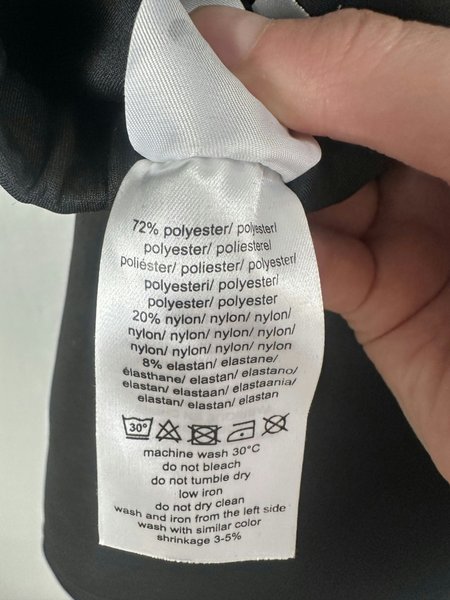 72% polyester/ polyester/
polyester/ poliesterel
poliéster/ poliester/ polyester/
polyesteri/ polyester/
polyester/ polyester
20% nylon/ nylon/ nylon/
nylon/ nylon/ nylon/ nylon/
nylon/ nylon/ nylon/ nylon
8% elastan/ elastane/
élasthane/ elastan/ elastano/
elastan/ elastaan/ elastaania/
elastan/ elastan/ elastan
30°
machine wash 30°C
do not bleach
do not tumble dry
low iron
do not dry clean
wash and iron from the left side
wash with similar color
shrinkage 3-5%